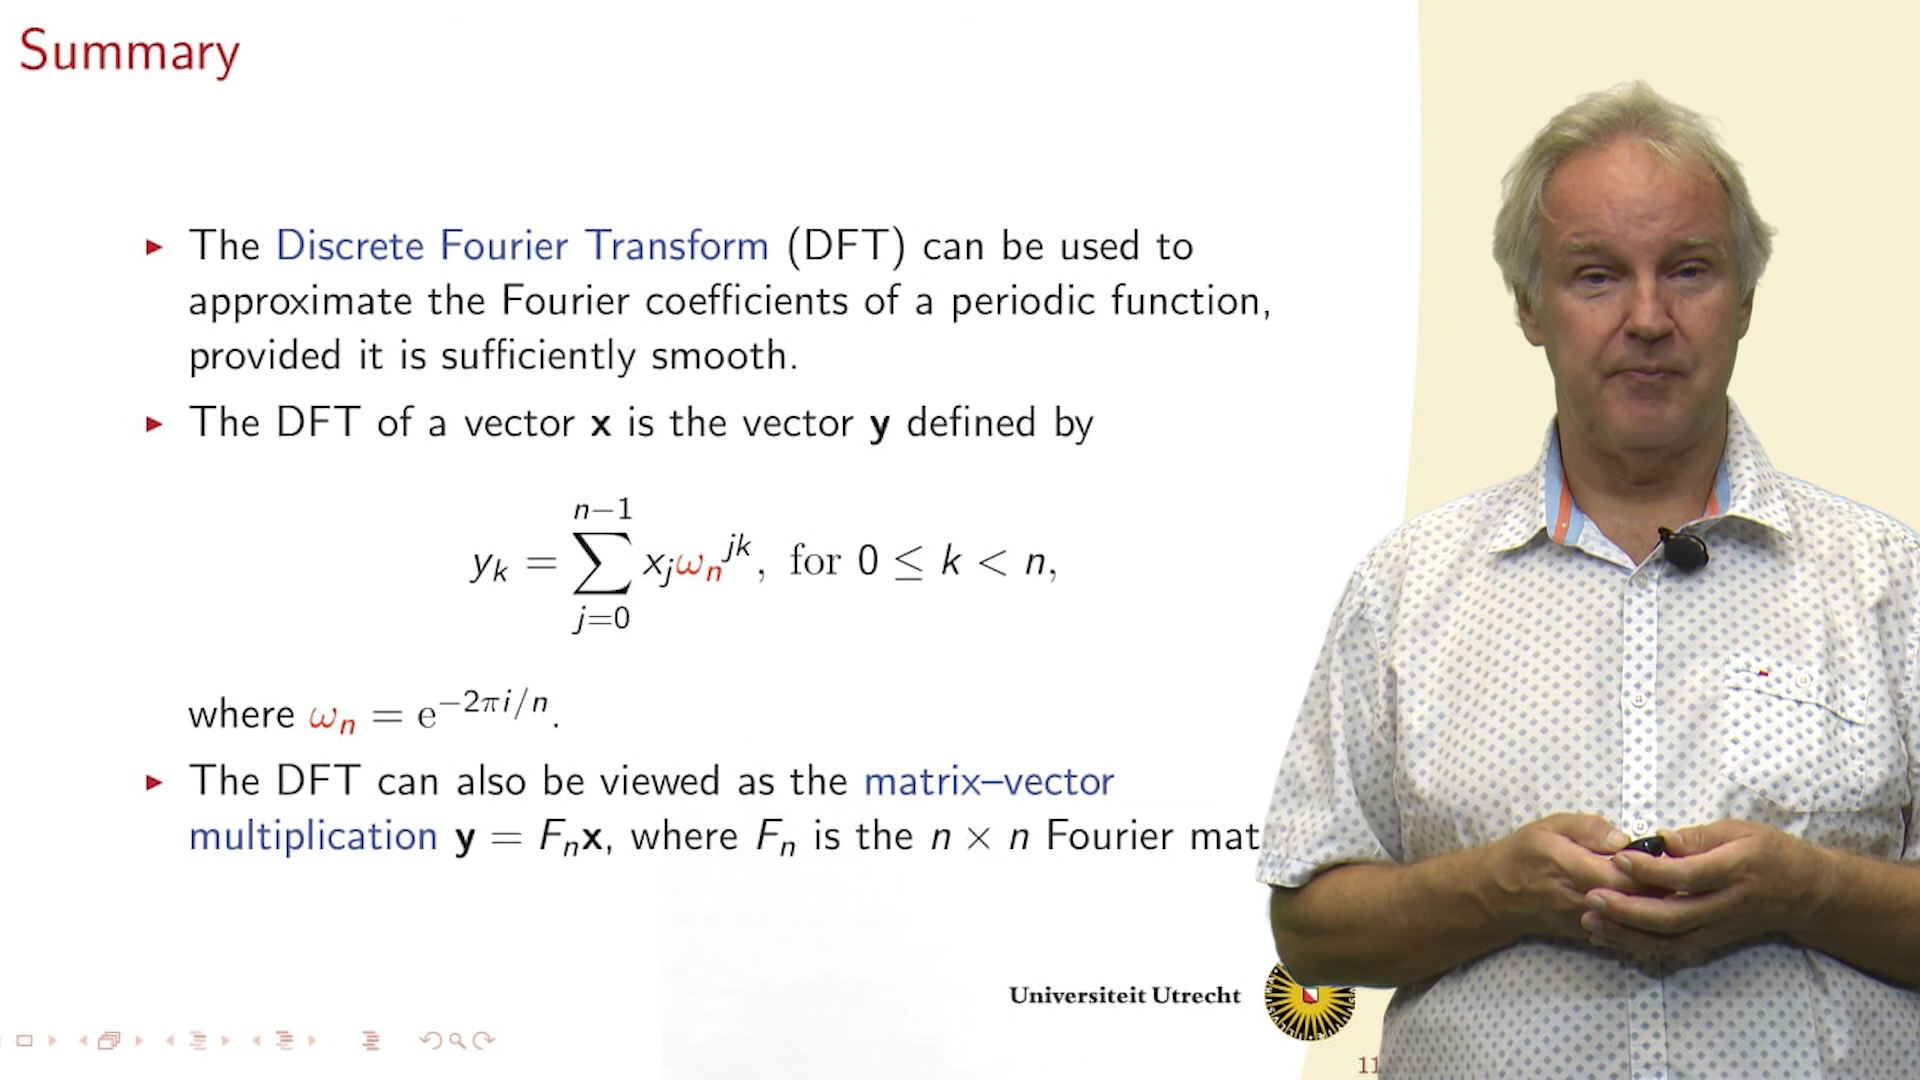 Summary
The Discrete Fourier Transform (DFT) can be used to
approximate the Fourier coefficients of a periodic function,
provided it is sufficiently smooth.
The DFT of a vector x is the vector y defined by
y_k = \sum_{j=0}^{n-1} x_j ω_n^{jk}, for 0 ≤ k < n,
where ω_n = e^{-2πi/n}.
The DFT can also be viewed as the matrix–vector
multiplication y = F_n x, where F_n is the n × n Fourier mat
Universiteit Utrecht
11